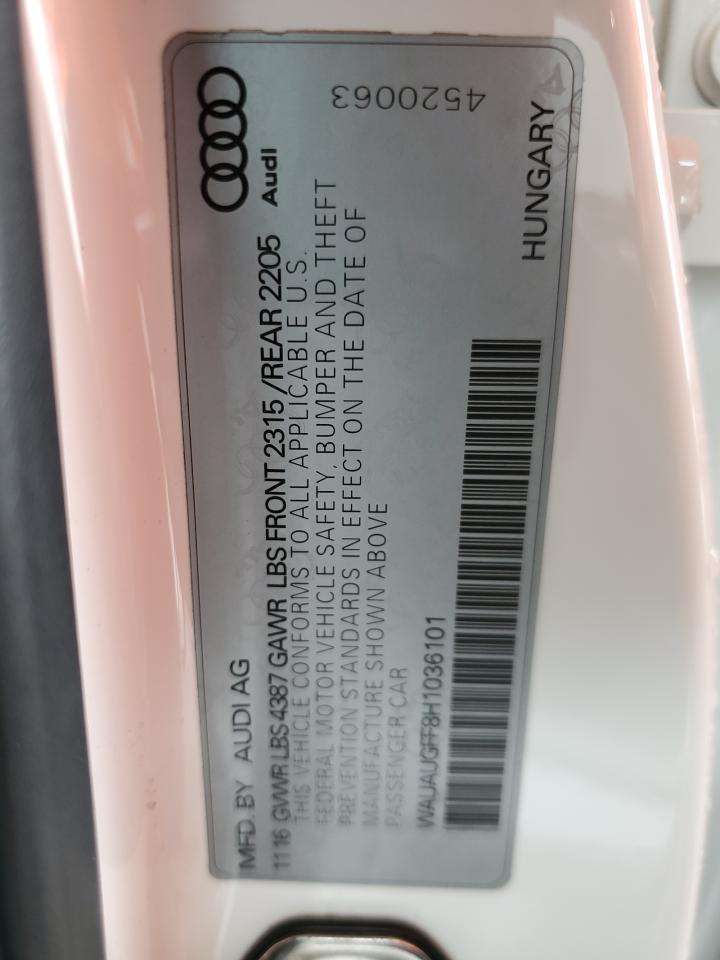 MFD. BY AUDI AG
11 16 GVWR LBS 4387 GAWR LBS FRONT 2315 /REAR 2205
THIS VEHICLE CONFORMS TO ALL APPLICABLE U.S.
FEDERAL MOTOR VEHICLE SAFETY, BUMPER AND THEFT
PREVENTION STANDARDS IN EFFECT ON THE DATE OF
MANUFACTURE SHOWN ABOVE
PASSENGER CAR
WAUAUGFF8H1036101
Audi
4520063
HUNGARY